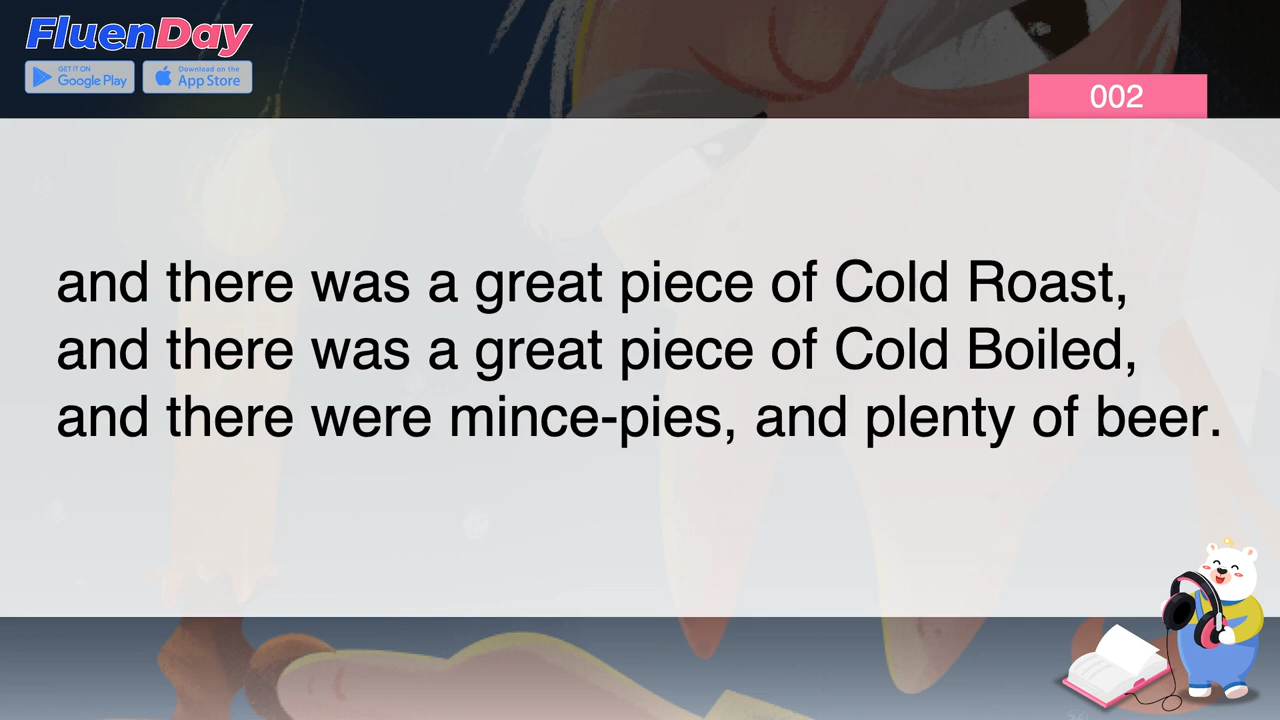 FluenDay
GET IT ON
Google Play
Download on the
App Store
002
and there was a great piece of Cold Roast,
and there was a great piece of Cold Boiled,
and there were mince-pies, and plenty of beer.